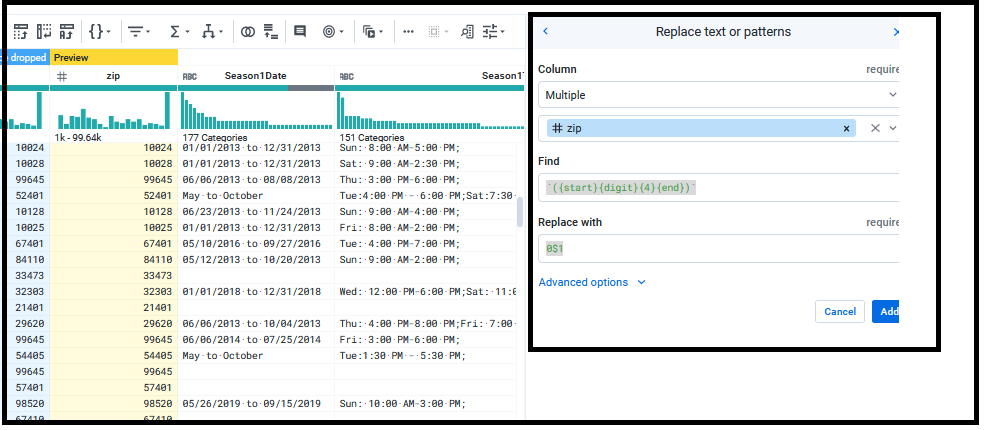 dropped Preview
zip
ABC Season1Date
ABC Season1
1k - 99.64k
177 Categories
151 Categories
10024 10024 01/01/2013 to 12/31/2013 Sun: 8:00 AM-5:00 PM;
10028 10028 01/01/2013 to 12/31/2013 Sat: 9:00 AM-2:30 PM;
99645 99645 06/06/2013 to 08/08/2013 Thu: 3:00 PM-6:00 PM;
52401 52401 May to October Tue:4:00 PM - 6:00 PM;Sat:7:30
10128 10128 06/23/2013 to 11/24/2013 Sun: 9:00 AM-4:00 PM;
10025 10025 01/01/2013 to 12/31/2013 Fri: 8:00 AM-2:00 PM;
67401 67401 05/10/2016 to 09/27/2016 Tue: 4:00 PM-7:00 PM;
84110 84110 05/12/2013 to 10/20/2013 Sun: 9:00 AM-2:00 PM;
33473 33473
32303 32303 01/01/2018 to 12/31/2018 Wed: 12:00 PM-6:00 PM;Sat: 11:0
21401 21401
29620 29620 06/06/2013 to 10/04/2013 Thu: 4:00 PM-8:00 PM;Fri: 7:00
99645 99645 06/06/2014 to 07/25/2014 Fri: 3:00 PM-6:00 PM;
54405 54405 May to October Tue:1:30 PM - 5:30 PM;
99645 99645
57401 57401
98520 98520 05/26/2019 to 09/15/2019 Sun: 10:00 AM-3:00 PM;
67410 67410
Replace text or patterns
Column require
Multiple
# zip
Find
`({start}{digit}{4}{end})`
Replace with require
0$1
Advanced options
Cancel Add